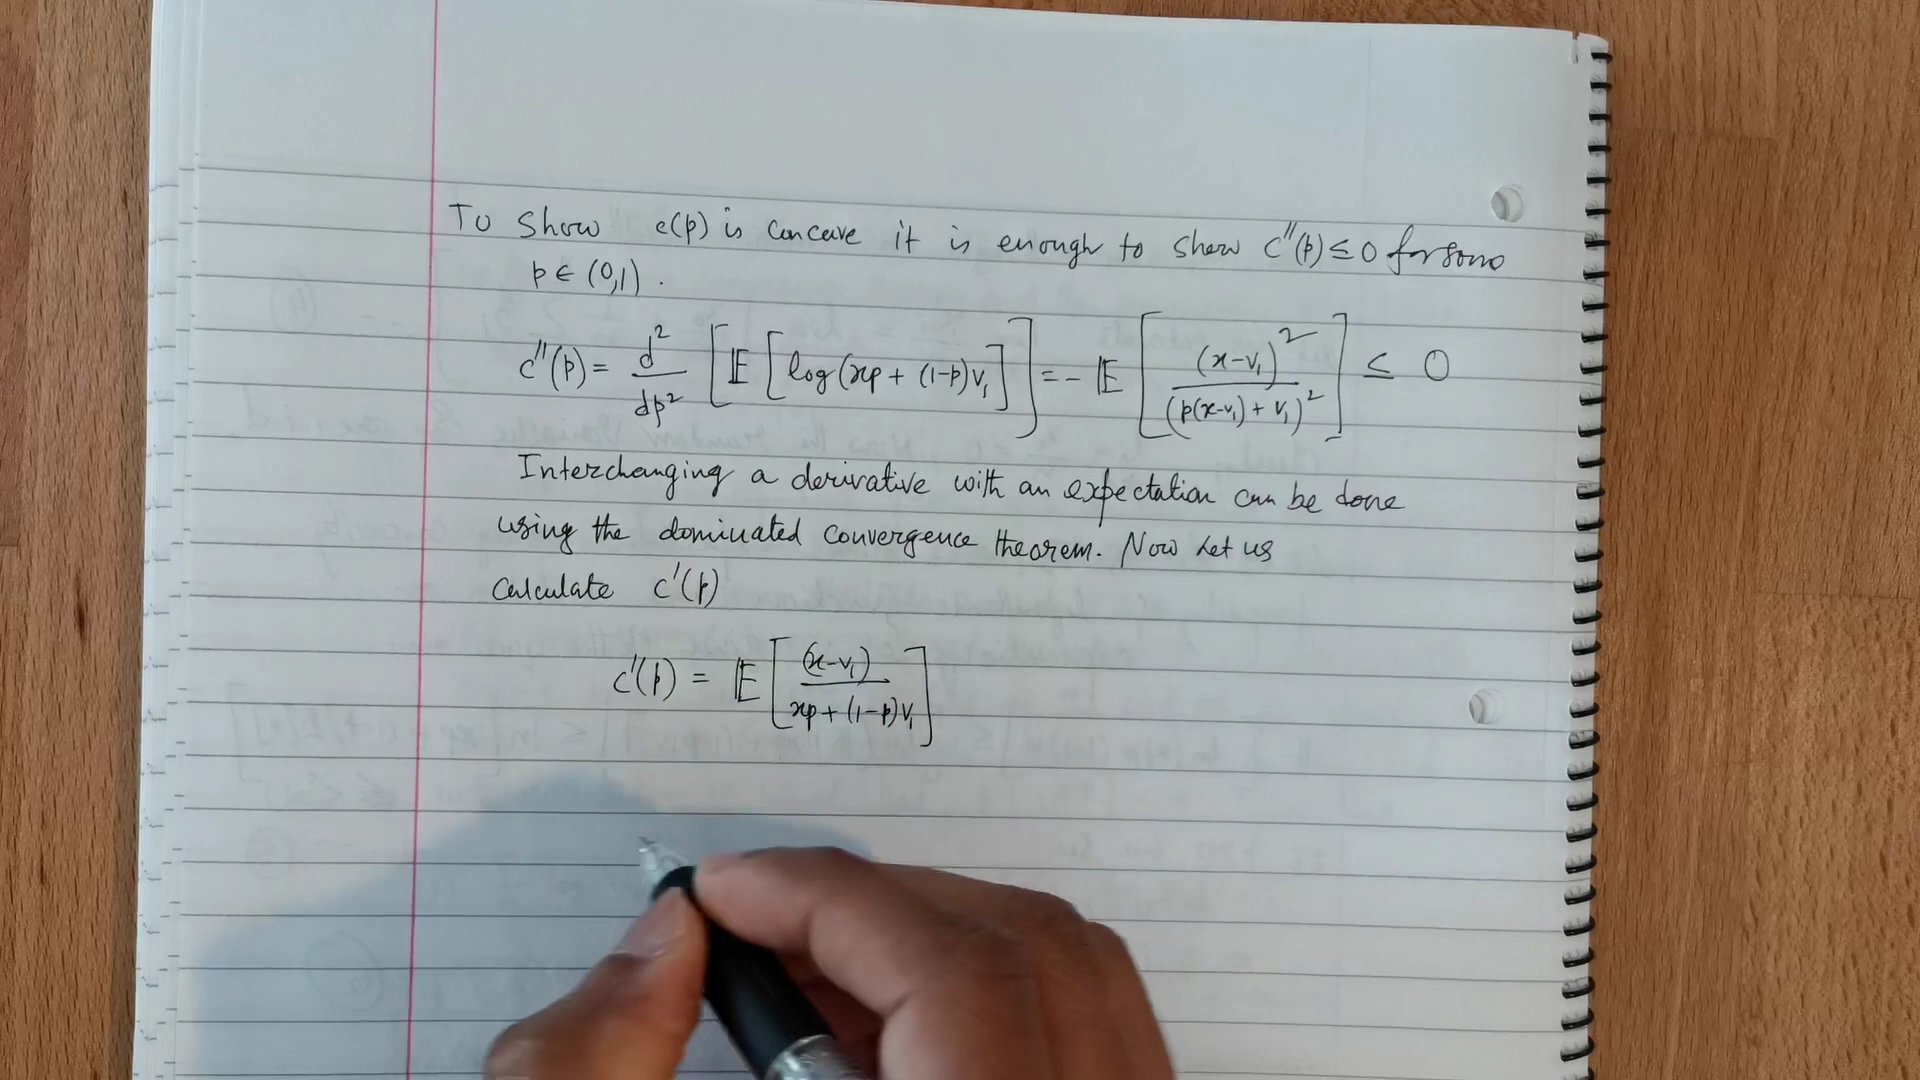 To show c(p) is concave it is enough to show c''(p) ≤ 0 for some
p ∈ (0,1).
c''(p) = d²/dp² [𝔼 [log(xp + (1-p)v₁]] = - 𝔼 [(x-v₁)²/(p(x-v₁) + v₁)²] ≤ 0
Interchanging a derivative with an expectation can be done
using the dominated convergence theorem. Now let us
calculate c'(p)
c'(p) = 𝔼 [(x-v₁)/(xp + (1-p)v₁)]